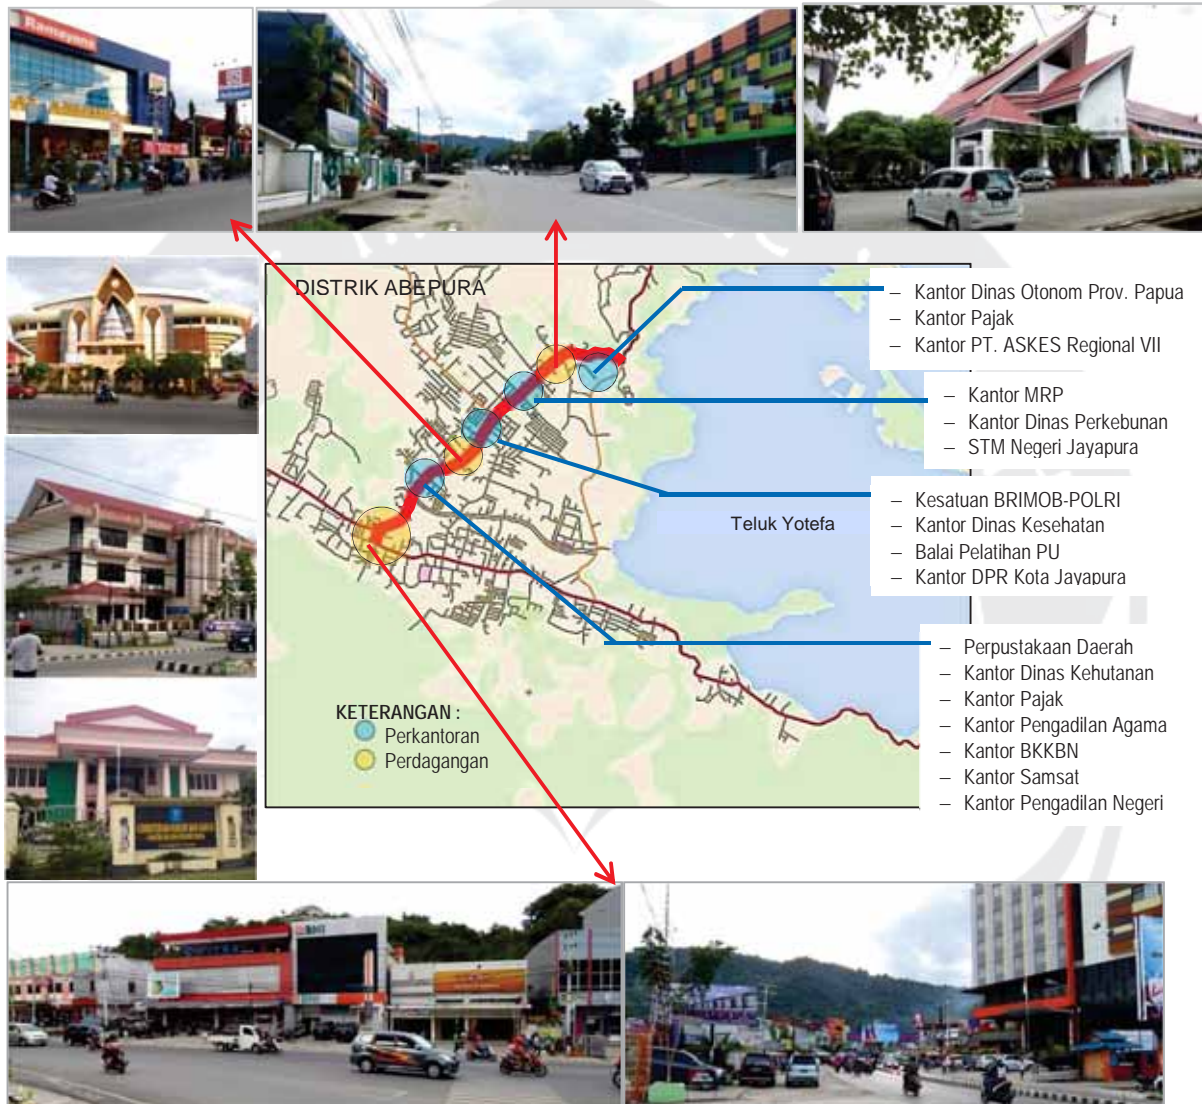 Ramayana
DISTRIK ABEPURA
– Kantor Dinas Otonom Prov. Papua
– Kantor Pajak
– Kantor PT. ASKES Regional VII
– Kantor MRP
– Kantor Dinas Perkebunan
– STM Negeri Jayapura
– Kesatuan BRIMOB-POLRI
– Kantor Dinas Kesehatan
– Balai Pelatihan PU
– Kantor DPR Kota Jayapura
Teluk Yotefa
– Perpustakaan Daerah
– Kantor Dinas Kehutanan
– Kantor Pajak
– Kantor Pengadilan Agama
– Kantor BKKBN
– Kantor Samsat
– Kantor Pengadilan Negeri
KETERANGAN :
Perkantoran
Perdagangan